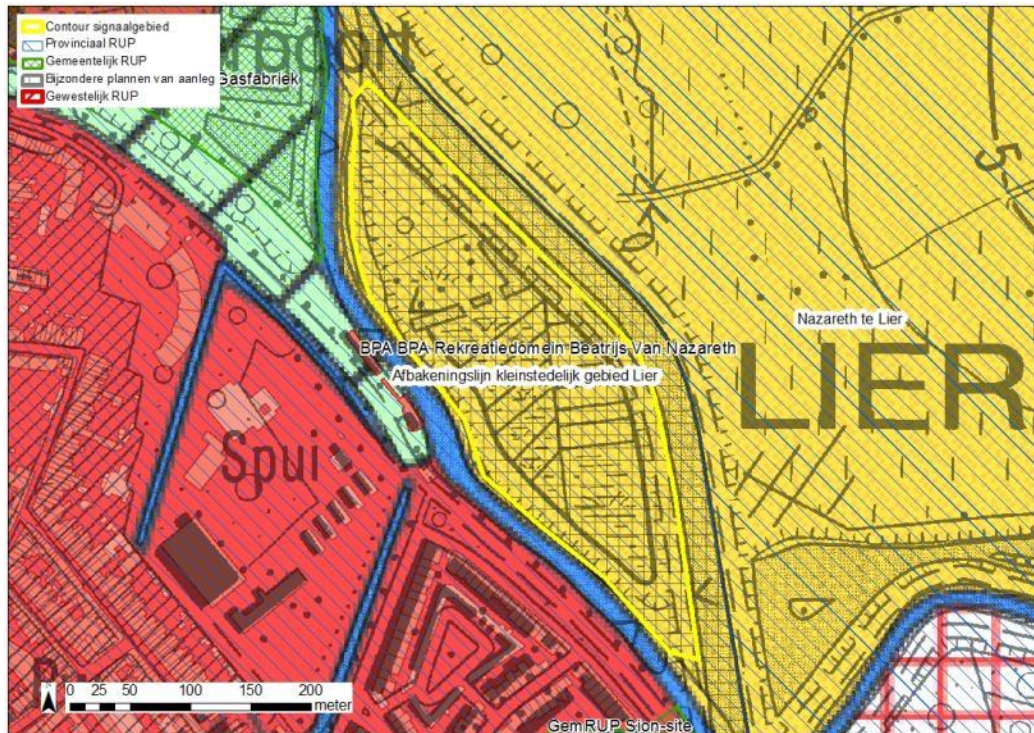 Contour signaalgebied
Provinciaal RUP
Gemeentelijk RUP
Bijzondere plannen van aanleg
Gewestelijk RUP
Gasfabriek
Nazareth te Lier
BPA BPA Rekreatiedomein Beatrijs Van Nazareth
Afbakeningslijn kleinstedelijk gebied Lier
LIER
Spui
5
0 25 50 100 150 200
meter
GemRUP Sion-site